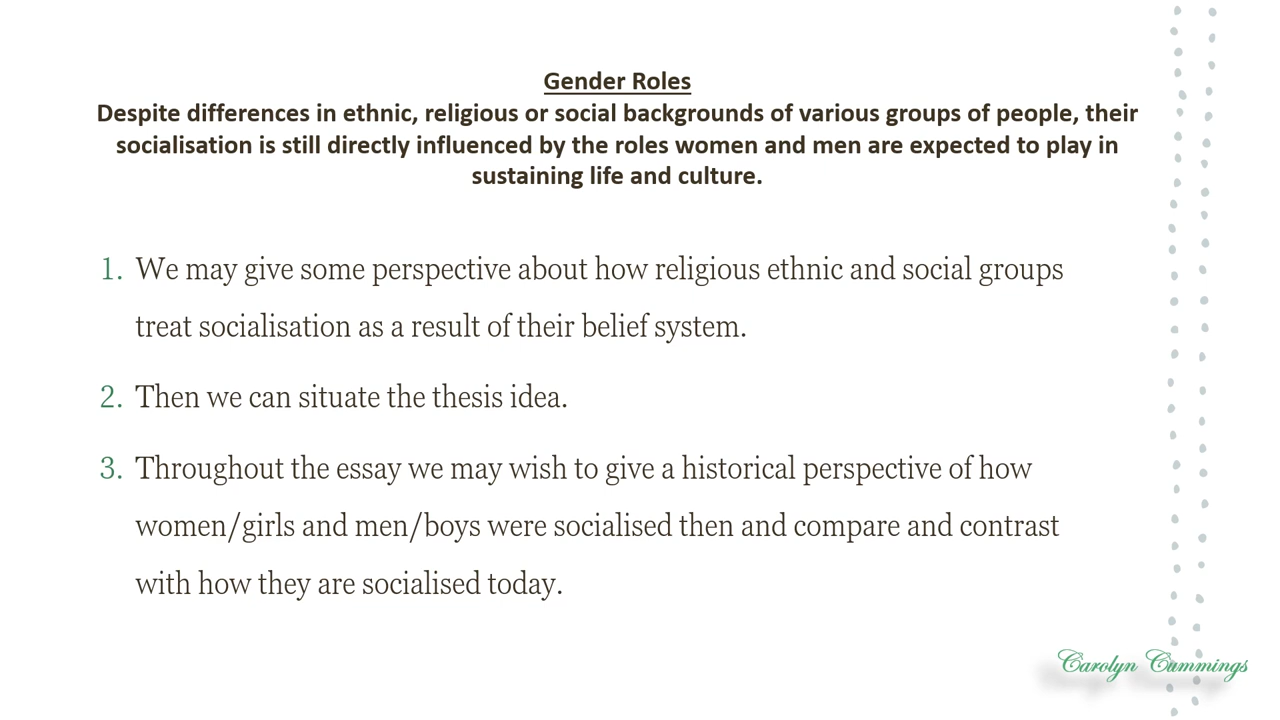 Gender Roles
Despite differences in ethnic, religious or social backgrounds of various groups of people, their
socialisation is still directly influenced by the roles women and men are expected to play in
sustaining life and culture.
1. We may give some perspective about how religious ethnic and social groups
treat socialisation as a result of their belief system.
2. Then we can situate the thesis idea.
3. Throughout the essay we may wish to give a historical perspective of how
women/girls and men/boys were socialised then and compare and contrast
with how they are socialised today.
Carolyn Cummings